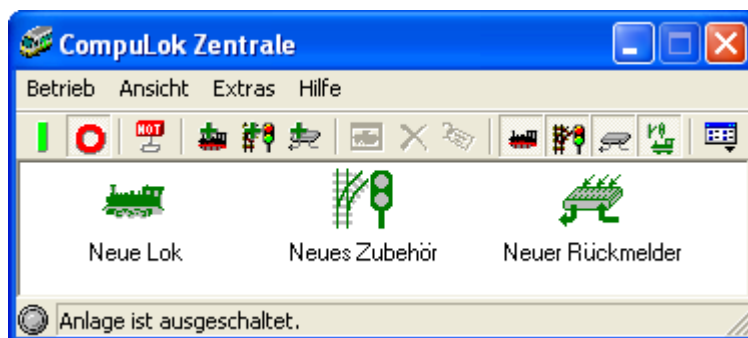 CompuLok Zentrale
Betrieb Ansicht Extras Hilfe
NOT
Neue Lok Neues Zubehör Neuer Rückmelder
Anlage ist ausgeschaltet.